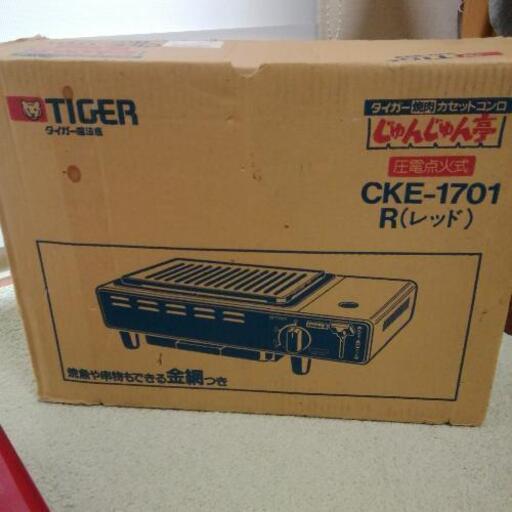 TIGER
タイガー魔法瓶
タイガー焼肉カセットコンロ
じゅんじゅん亭
圧電点火式
CKE-1701
R(レッド)
焼魚や串物もできる金網つき